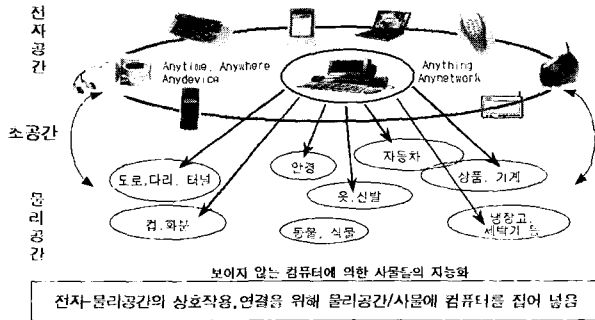 전자공간
Anytime, Anywhere
Anydevice
Anything
Anynetwork
초공간
도로,다리, 터널
안경
자동차
상품, 기계
옷,신발
컵,화분
동물, 식물
냉장고,
세탁기 등
물리공간
보이지 않는 컴퓨터에 의한 사물들의 지능화
전자-물리공간의 상호작용,연결을 위해 물리공간/사물에 컴퓨터를 집어 넣음